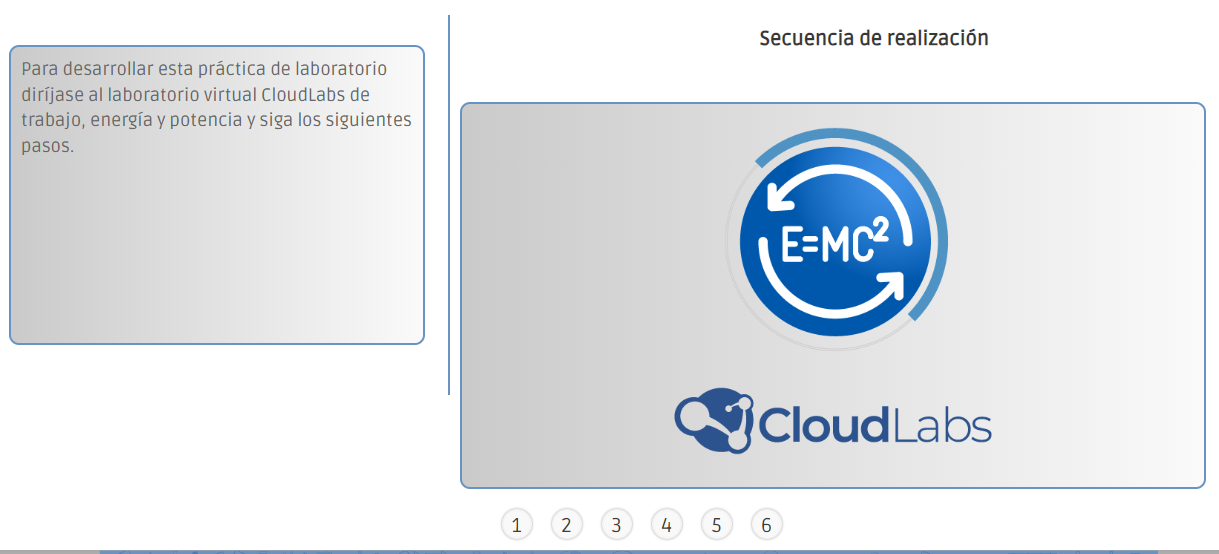 Secuencia de realización
Para desarrollar esta práctica de laboratorio
diríjase al laboratorio virtual CloudLabs de
trabajo, energía y potencia y siga los siguientes
pasos.
E=MC²
CloudLabs
1 2 3 4 5 6